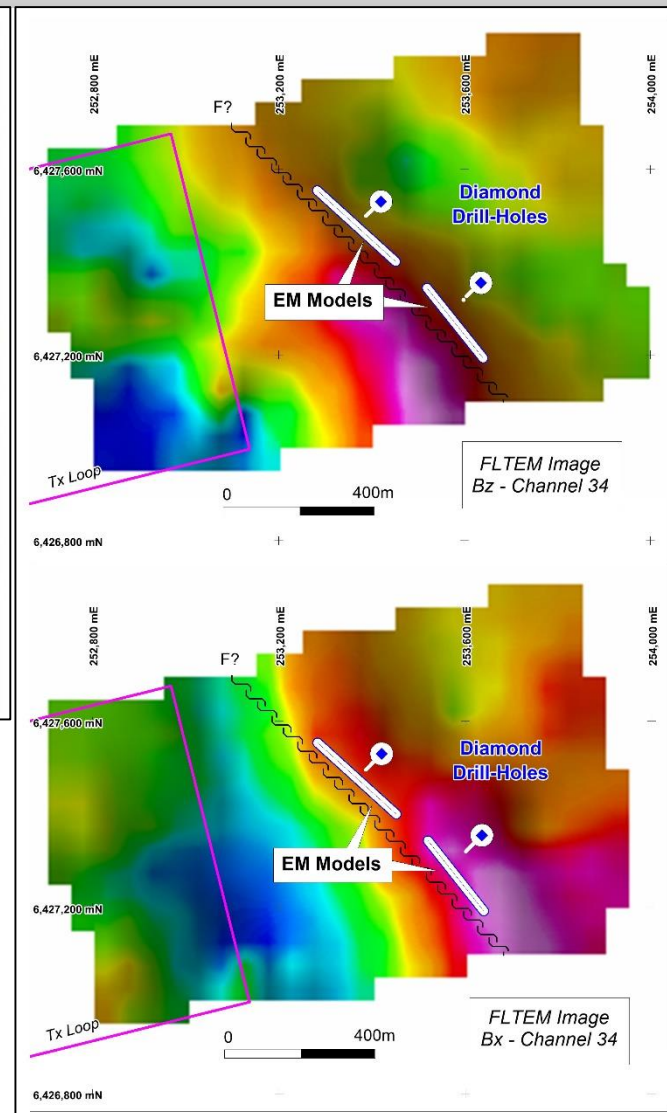 252,800 mE
253,200 mE
253,600 mE
254,000 mE
F?
6,427,600 mN
Diamond
Drill-Holes
EM Models
6,427,200 mN
Tx Loop
FLTEM Image
Bz - Channel 34
0 400m
6,426,800 mN
252,800 mE
253,200 mE
253,600 mE
254,000 mE
F?
6,427,600 mN
Diamond
Drill-Holes
EM Models
6,427,200 mN
Tx Loop
FLTEM Image
Bx - Channel 34
0 400m
6,426,800 mN